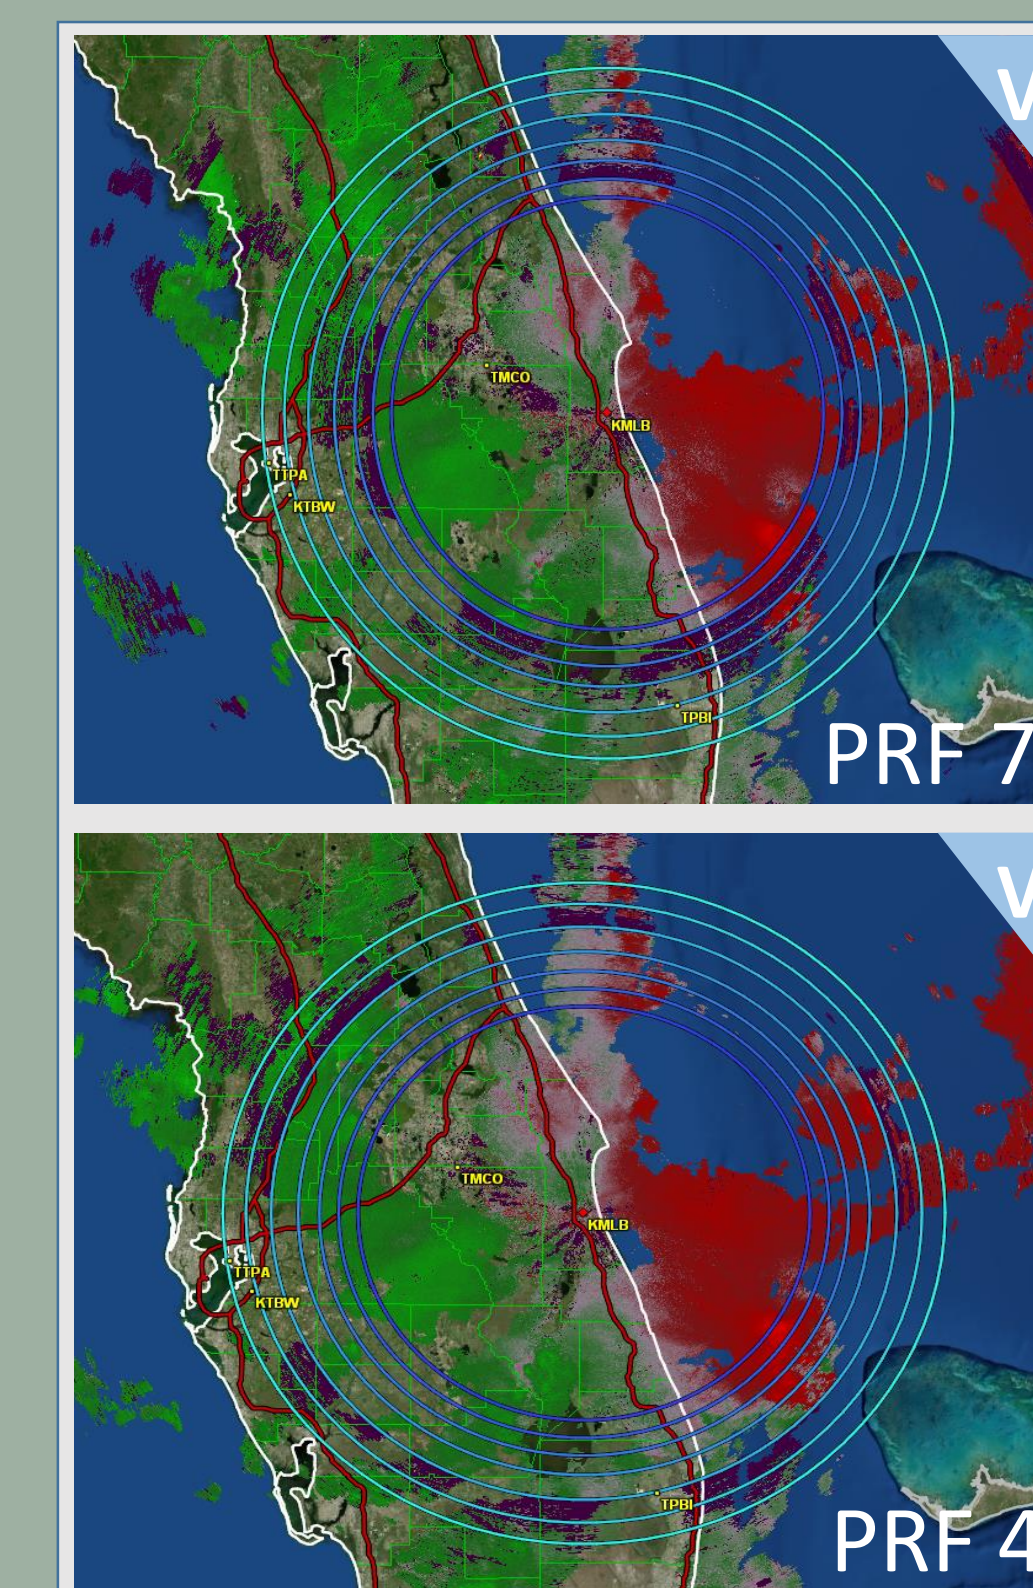 V
TMCO
KMLB
TTPA
KTBW
TPBI
PRF 7
V
TMCO
KMLB
TTPA
KTBW
TPBI
PRF 4